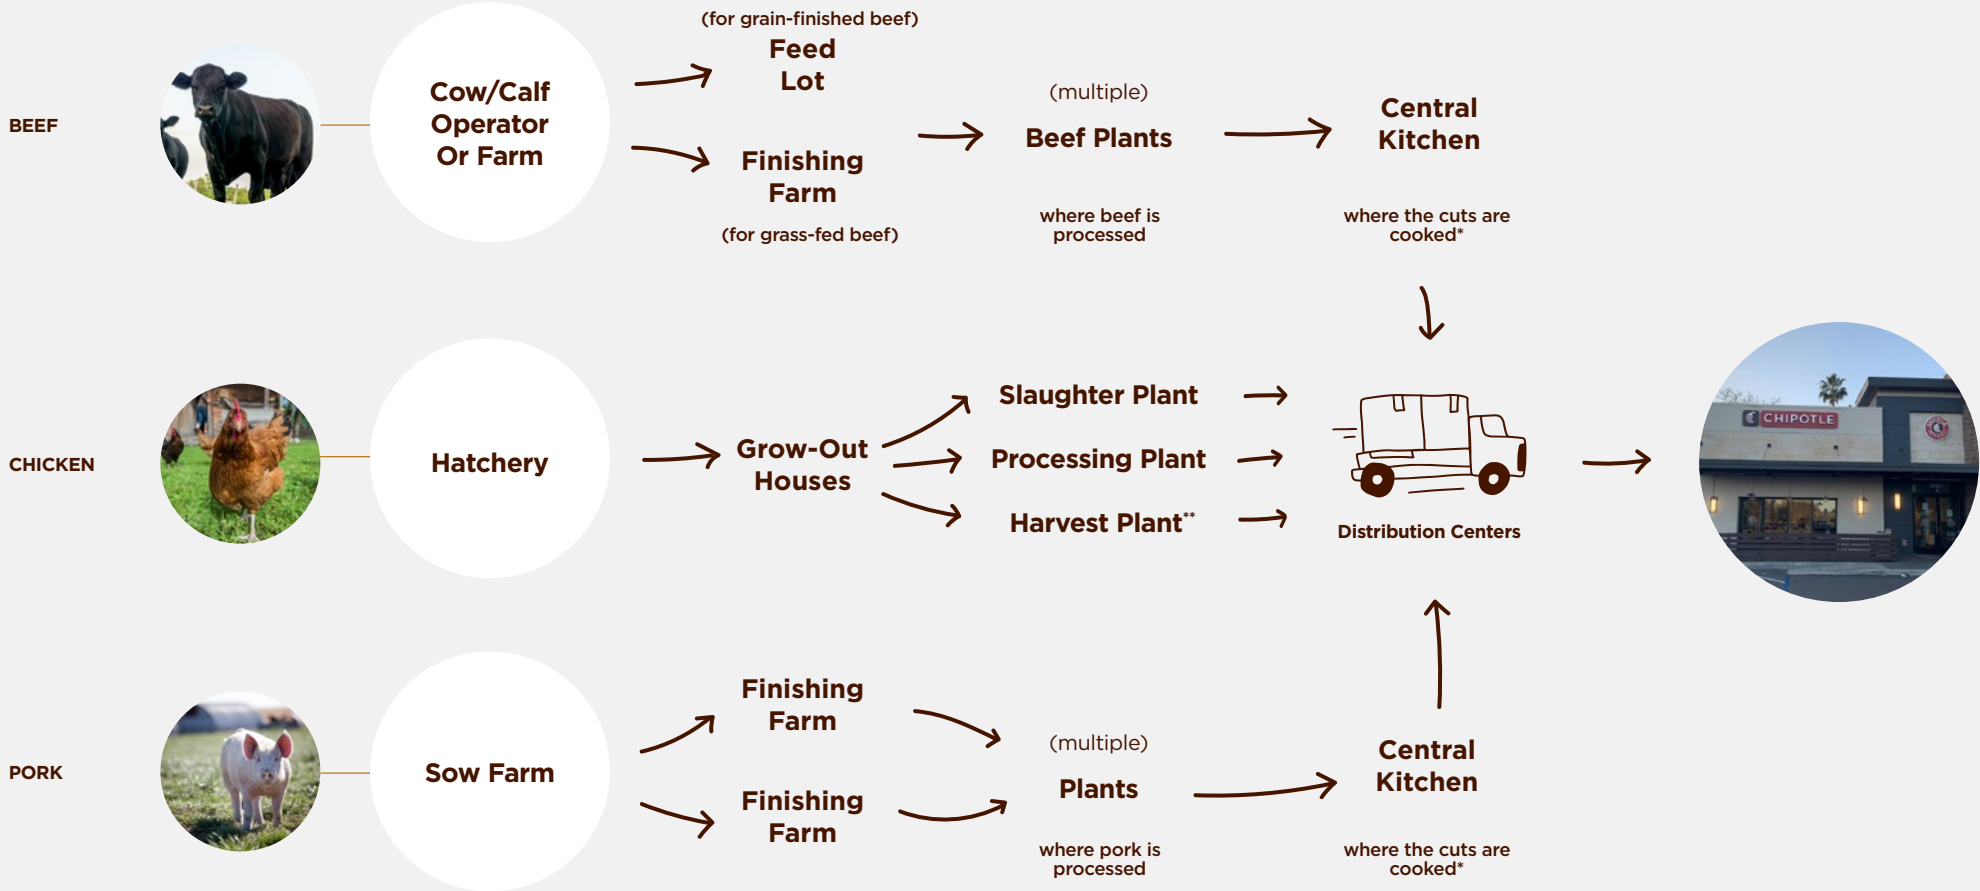 BEEF
Cow/Calf
Operator
Or Farm
(for grain-finished beef)
Feed
Lot
Finishing
Farm
(for grass-fed beef)
(multiple)
Beef Plants
where beef is
processed
Central
Kitchen
where the cuts are
cooked*
CHICKEN
Hatchery
Grow-Out
Houses
Slaughter Plant
Processing Plant
Harvest Plant**
Distribution Centers
CHIPOTLE
PORK
Sow Farm
Finishing
Farm
Finishing
Farm
(multiple)
Plants
where pork is
processed
Central
Kitchen
where the cuts are
cooked*